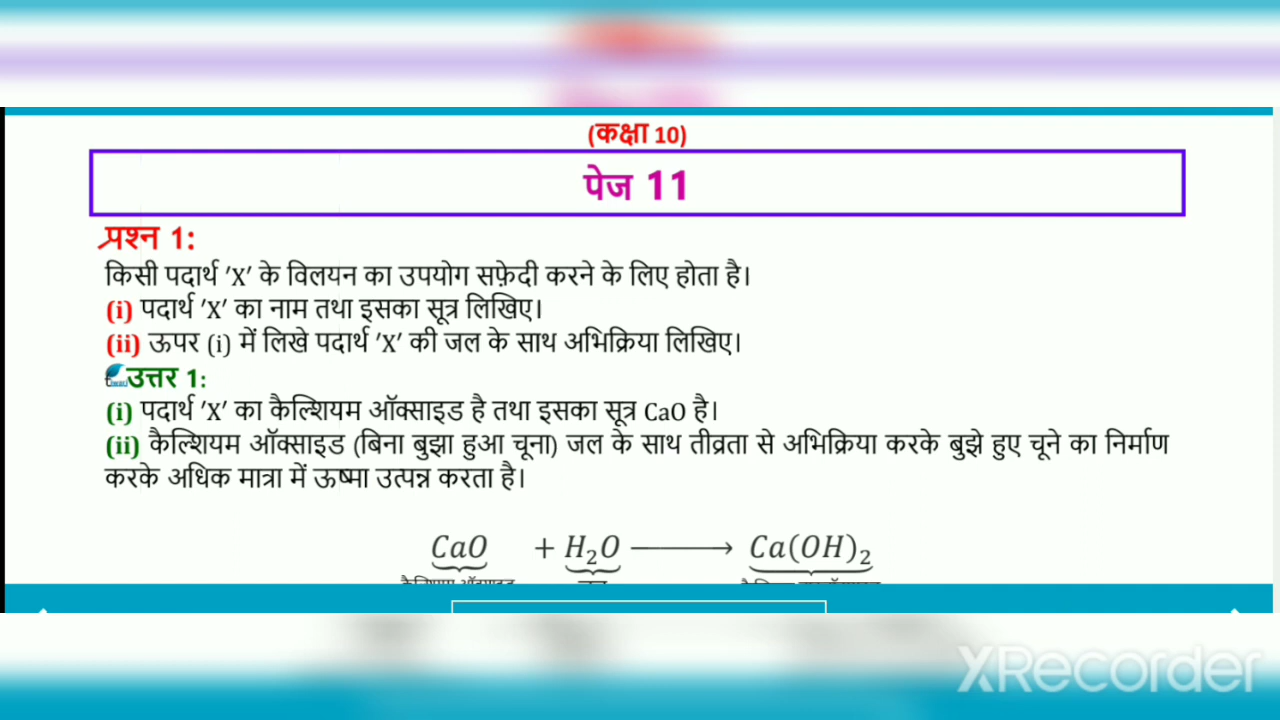 (कक्षा 10)
पेज 11
प्रश्न 1:
किसी पदार्थ 'X' के विलयन का उपयोग सफ़ेदी करने के लिए होता है।
(i) पदार्थ 'X' का नाम तथा इसका सूत्र लिखिए।
(ii) ऊपर (i) में लिखे पदार्थ 'X' की जल के साथ अभिक्रिया लिखिए।
उत्तर 1:
(i) पदार्थ 'X' का कैल्शियम ऑक्साइड है तथा इसका सूत्र CaO है।
(ii) कैल्शियम ऑक्साइड (बिना बुझा हुआ चूना) जल के साथ तीव्रता से अभिक्रिया करके बुझे हुए चूने का निर्माण
करके अधिक मात्रा में ऊष्मा उत्पन्न करता है।
CaO + H₂O ⟶ Ca(OH)₂
XRecorder